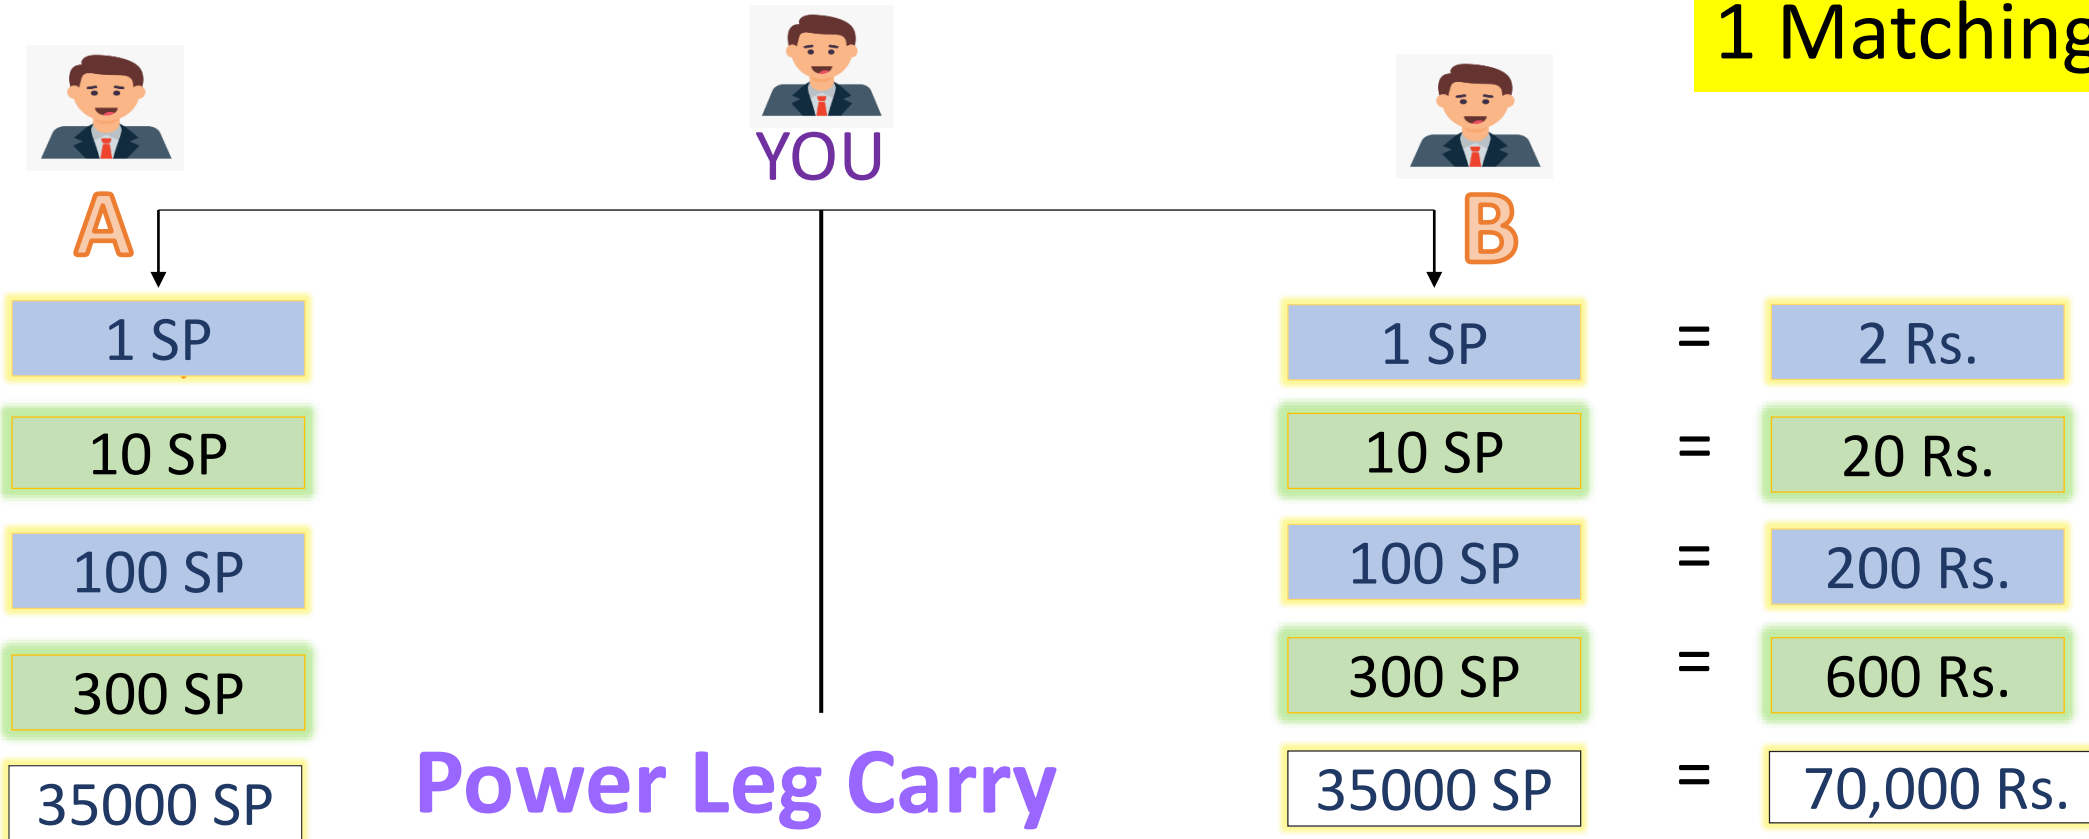 1 Matching
YOU
A
B
1 SP 1 SP = 2 Rs.
10 SP 10 SP = 20 Rs.
100 SP 100 SP = 200 Rs.
300 SP 300 SP = 600 Rs.
Power Leg Carry
35000 SP 35000 SP = 70,000 Rs.